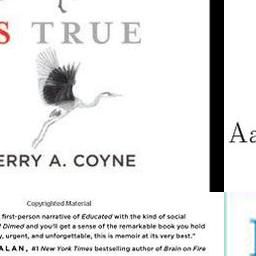 S TRUE
Aa
ERRY A. COYNE
Copyrighted Material
first-person narrative of Educated with the kind of social
Dimed and you'll get a sense of the remarkable book you hold
, urgent, and unforgettable, this is memoir at its very best."
ALAN, #1 New York Times bestselling author of Brain on Fire